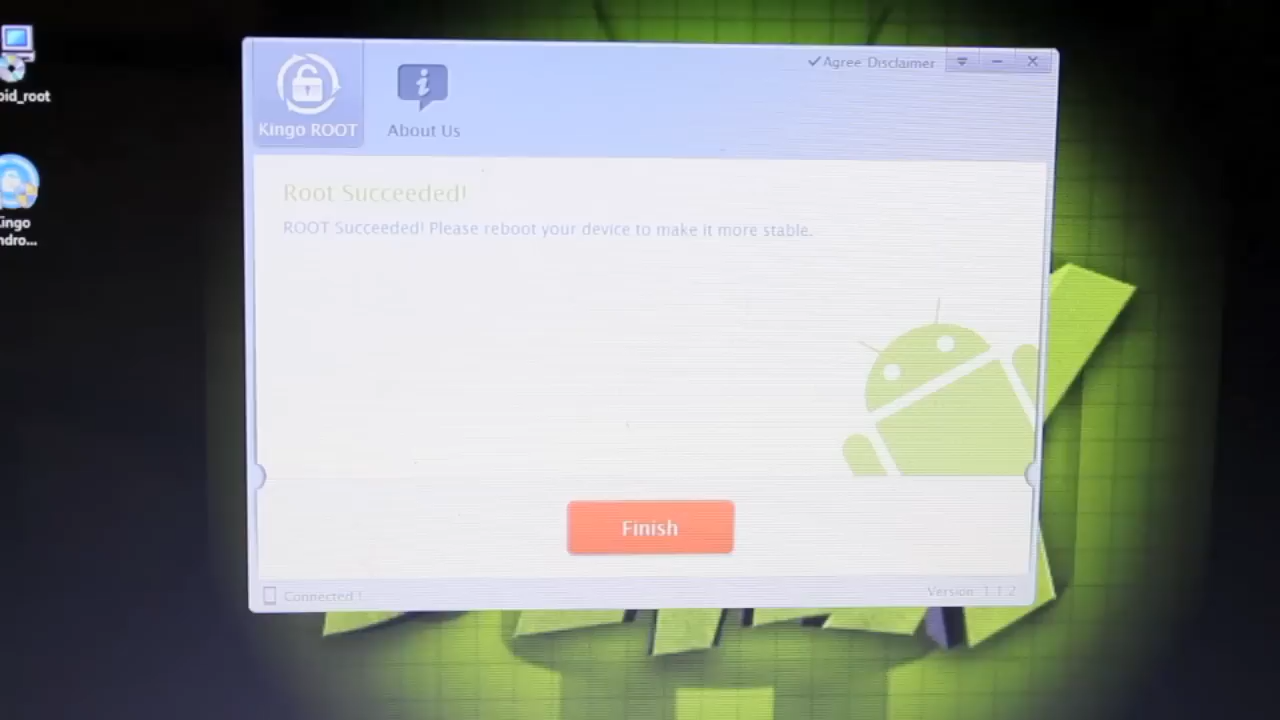 Agree Disclaimer
Kingo ROOT
About Us
Root Succeeded!
ROOT Succeeded! Please reboot your device to make it more stable.
Finish
Connected !
Version: 1.1.2
oid_root
ingo
ndro...